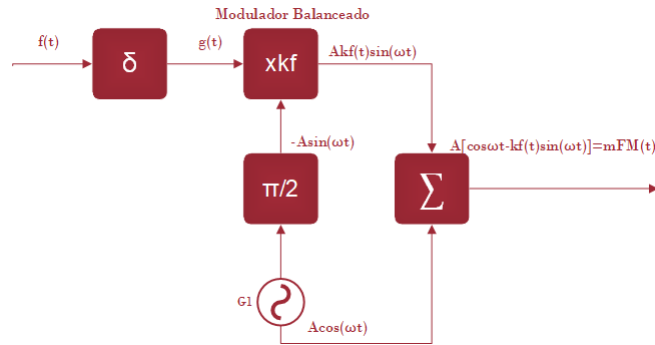 Modulador Balanceado
f(t)
δ
g(t)
xkf
Akf(t)sin(ωt)
-Asin(ωt)
A[cosωt-kf(t)sin(ωt)]=mFM(t)
π/2
∑
G1
Acos(ωt)